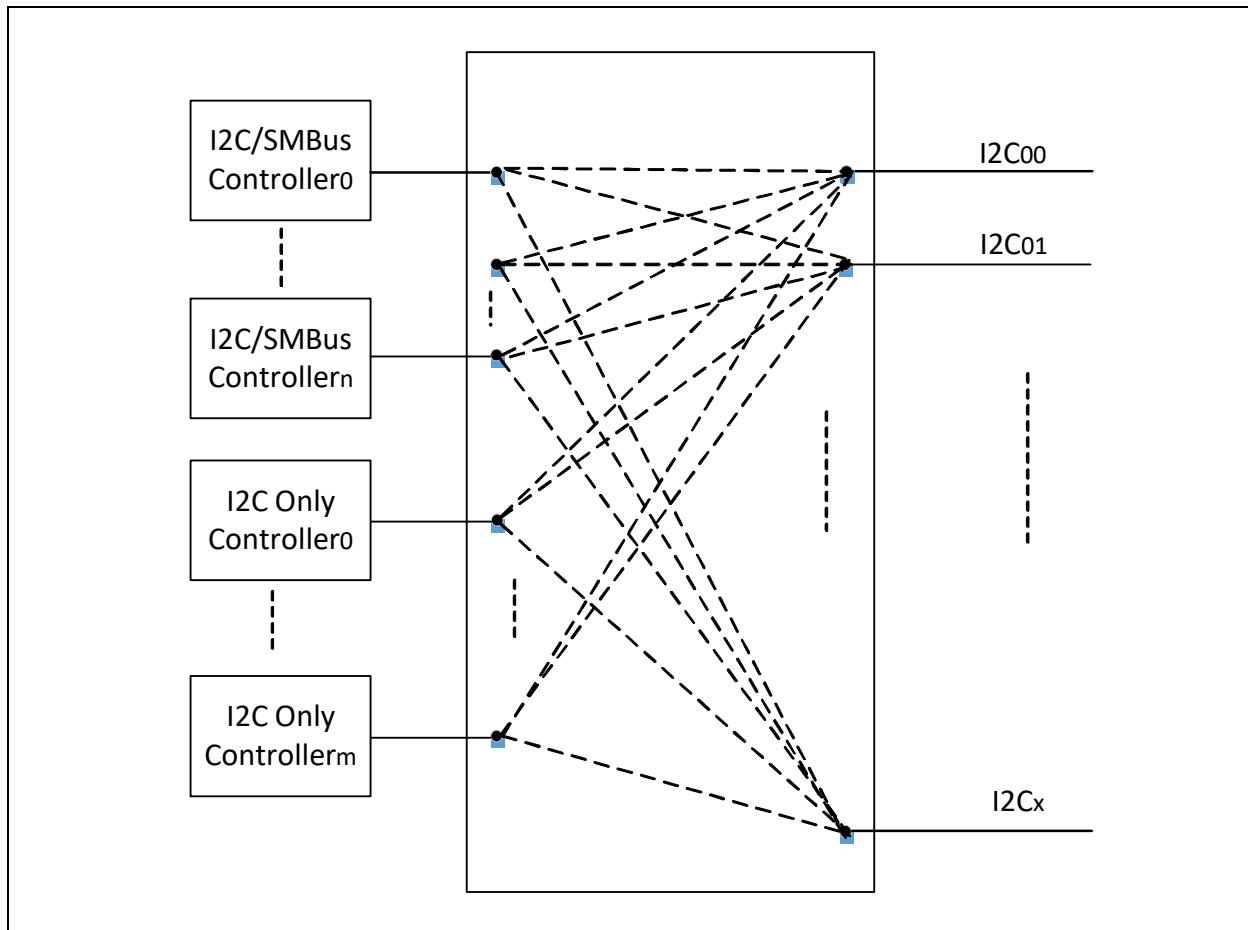 I2C/SMBus
Controller0
I2C/SMBus
Controllern
I2C Only
Controller0
I2C Only
Controllerm
I2C00
I2C01
I2Cx